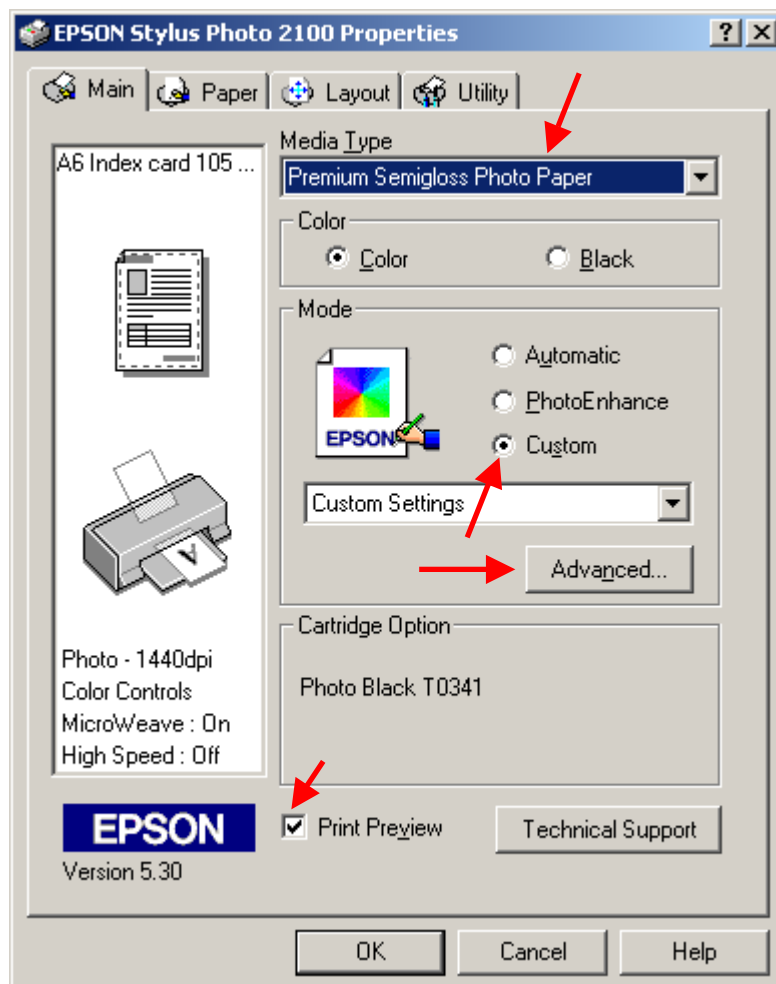 EPSON Stylus Photo 2100 Properties
Main Paper Layout Utility
A6 Index card 105 ...
Media Type
Premium Semigloss Photo Paper
Color
Color Black
Mode
EPSON
Automatic
PhotoEnhance
Custom
Custom Settings
Advanced...
A
Photo - 1440dpi
Color Controls
MicroWeave : On
High Speed : Off
Cartridge Option
Photo Black T0341
EPSON
Version 5.30
Print Preview
Technical Support
OK Cancel Help